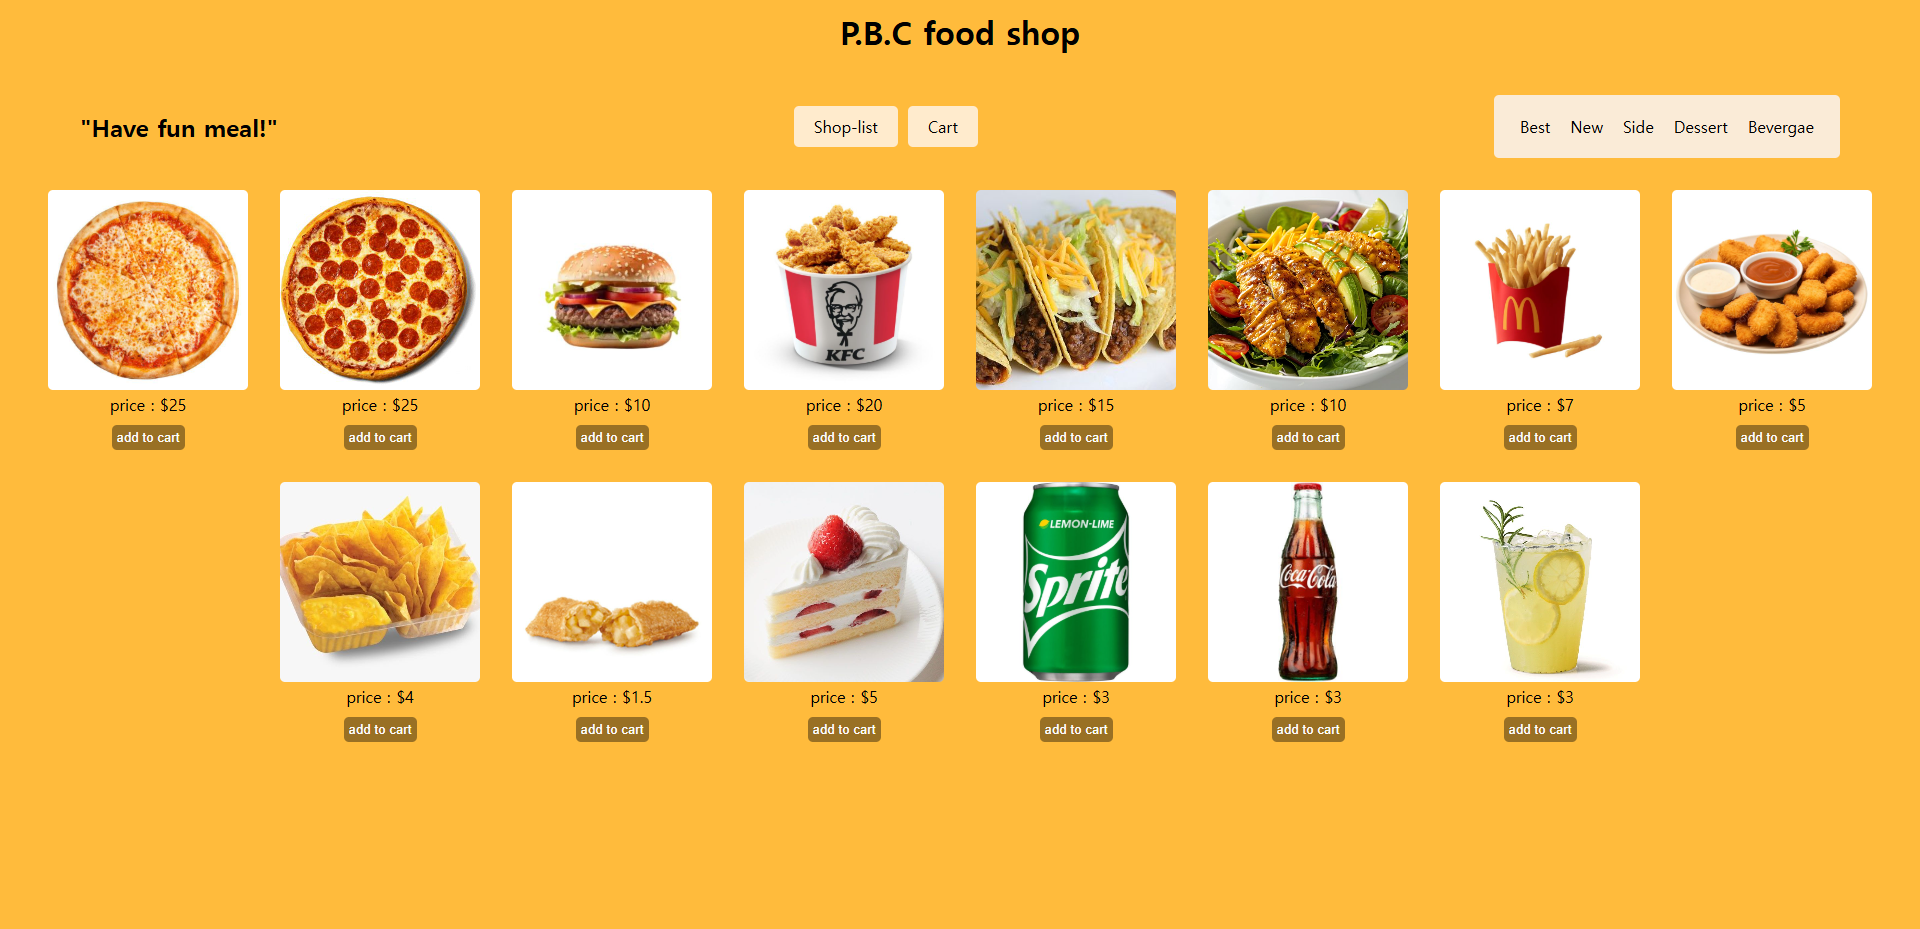 P.B.C food shop
"Have fun meal!"
Shop-list Cart
Best New Side Dessert Bevergae
KFC
price : $25 price : $25 price : $10 price : $20 price : $15 price : $10 price : $7 price : $5
add to cart add to cart add to cart add to cart add to cart add to cart add to cart add to cart
LEMON-LIME
Sprite
Coca-Cola
price : $4 price : $1.5 price : $5 price : $3 price : $3 price : $3
add to cart add to cart add to cart add to cart add to cart add to cart